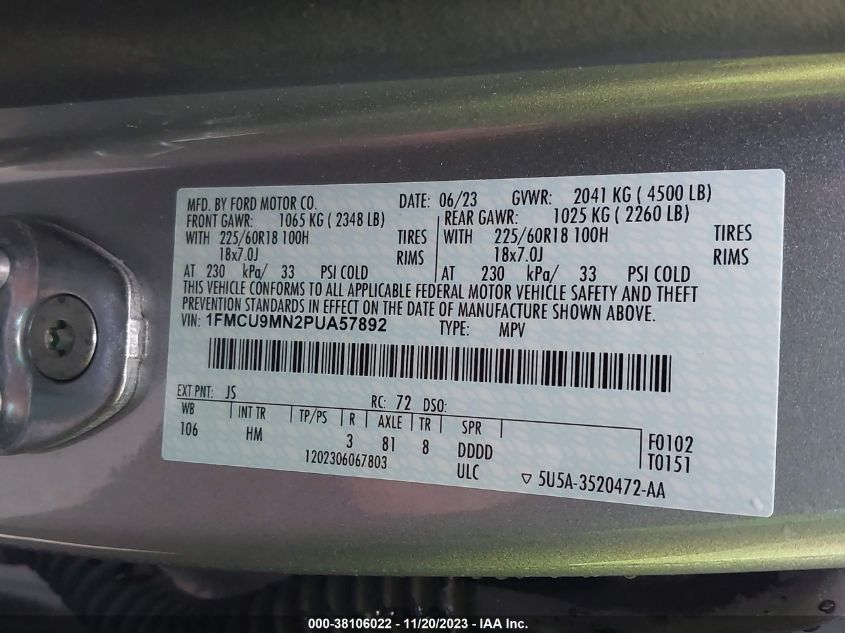 MFD. BY FORD MOTOR CO. DATE: 06/23 GVWR: 2041 KG ( 4500 LB)
FRONT GAWR: 1065 KG ( 2348 LB) REAR GAWR: 1025 KG ( 2260 LB)
WITH 225/60R18 100H TIRES WITH 225/60R18 100H TIRES
18x7.0J RIMS 18x7.0J RIMS
AT 230 kPa/ 33 PSI COLD AT 230 kPa/ 33 PSI COLD
THIS VEHICLE CONFORMS TO ALL APPLICABLE FEDERAL MOTOR VEHICLE SAFETY AND THEFT
PREVENTION STANDARDS IN EFFECT ON THE DATE OF MANUFACTURE SHOWN ABOVE.
VIN: 1FMCU9MN2PUA57892 TYPE: MPV
EXT PNT: JS RC: 72 DSO:
WB INT TR TP/PS R AXLE TR SPR
106 HM 3 81 8 DDDD F0102
1202306067803 ULC T0151
5U5A-3520472-AA
000-38106022 - 11/20/2023 - IAA Inc.